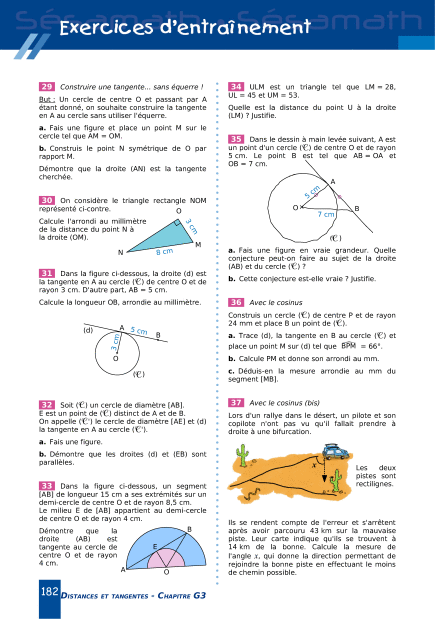 Sésamath - Sésamath
Exercices d'entraînement
29 Construire une tangente... sans équerre !
But : Un cercle de centre O et passant par A
étant donné, on souhaite construire la tangente
en A au cercle sans utiliser l'équerre.
a. Fais une figure et place un point M sur le
cercle tel que AM = OM.
b. Construis le point N symétrique de O par
rapport M.
Démontre que la droite (AN) est la tangente
cherchée.
30 On considère le triangle rectangle NOM
représenté ci-contre.
Calcule l'arrondi au millimètre
de la distance du point N à
la droite (OM).
O
3 cm
M
N
8 cm
31 Dans la figure ci-dessous, la droite (d) est
la tangente en A au cercle (C) de centre O et de
rayon 3 cm. D'autre part, AB = 5 cm.
Calcule la longueur OB, arrondie au millimètre.
(d)
A
5 cm
B
3 cm
O
(C)
32 Soit (C) un cercle de diamètre [AB].
E est un point de (C) distinct de A et de B.
On appelle (C') le cercle de diamètre [AE] et (d)
la tangente en A au cercle (C').
a. Fais une figure.
b. Démontre que les droites (d) et (EB) sont
parallèles.
33 Dans la figure ci-dessous, un segment
[AB] de longueur 15 cm a ses extrémités sur un
demi-cercle de centre O et de rayon 8,5 cm.
Le milieu E de [AB] appartient au demi-cercle
de centre O et de rayon 4 cm.
Démontre que la
droite (AB) est
tangente au cercle de
centre O et de rayon
4 cm.
B
E
A
O
34 ULM est un triangle tel que LM = 28,
UL = 45 et UM = 53.
Quelle est la distance du point U à la droite
(LM) ? Justifie.
35 Dans le dessin à main levée suivant, A est
un point d'un cercle (C) de centre O et de rayon
5 cm. Le point B est tel que AB = OA et
OB = 7 cm.
A
5 cm
O
7 cm
B
(C)
a. Fais une figure en vraie grandeur. Quelle
conjecture peut-on faire au sujet de la droite
(AB) et du cercle (C) ?
b. Cette conjecture est-elle vraie ? Justifie.
36 Avec le cosinus
Construis un cercle (C) de centre P et de rayon
24 mm et place B un point de (C).
a. Trace (d), la tangente en B au cercle (C) et
place un point M sur (d) tel que BPM = 66°.
b. Calcule PM et donne son arrondi au mm.
c. Déduis-en la mesure arrondie au mm du
segment [MB].
37 Avec le cosinus (bis)
Lors d'un rallye dans le désert, un pilote et son
copilote n'ont pas vu qu'il fallait prendre à
droite à une bifurcation.
x
Les deux
pistes sont
rectilignes.
Ils se rendent compte de l'erreur et s'arrêtent
après avoir parcouru 43 km sur la mauvaise
piste. Leur carte indique qu'ils se trouvent à
14 km de la bonne. Calcule la mesure de
l'angle x, qui donne la direction permettant de
rejoindre la bonne piste en effectuant le moins
de chemin possible.
182 DISTANCES ET TANGENTES - CHAPITRE G3